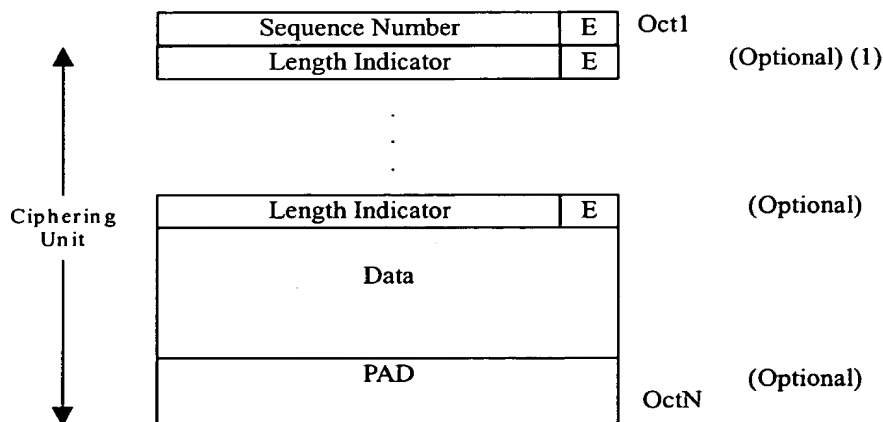 Sequence Number E Oct1
Length Indicator E (Optional) (1)
.
.
.
Length Indicator E (Optional)
Ciphering
Unit
Data
PAD (Optional)
OctN